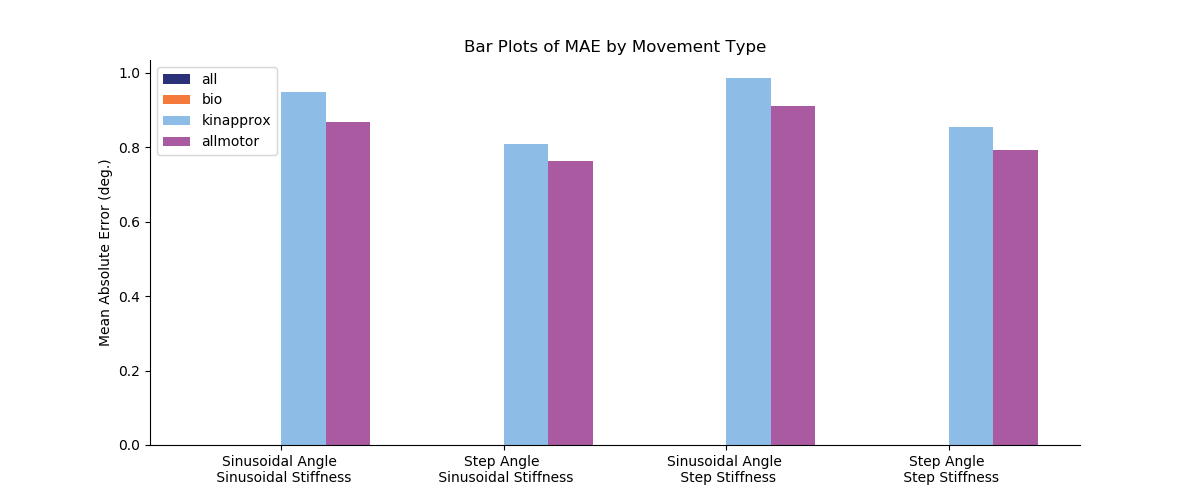 Bar Plots of MAE by Movement Type
Mean Absolute Error (deg.)
1.0
0.8
0.6
0.4
0.2
0.0
all
bio
kinapprox
allmotor
Sinusoidal Angle
Sinusoidal Stiffness
Step Angle
Sinusoidal Stiffness
Sinusoidal Angle
Step Stiffness
Step Angle
Step Stiffness